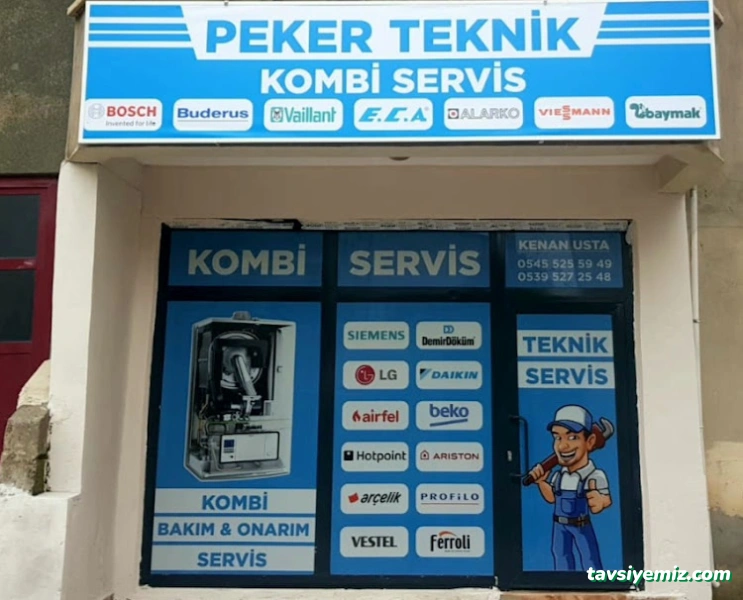 PEKER TEKNİK
KOMBİ SERVİS
BOSCH
Invented for life
Buderus
Vaillant
E.C.A
ALARKO
VIESSMANN
baymak
KOMBİ
SERVİS
KENAN USTA
0545 525 59 49
0539 527 25 48
SIEMENS
DemirDöküm
LG
DAIKIN
airfel
beko
Hotpoint
ARISTON
arçelik
PROFiLO
VESTEL
Ferroli
TEKNİK
SERVİS
KOMBİ
BAKIM & ONARIM
SERVİS
tavsiyemiz.com